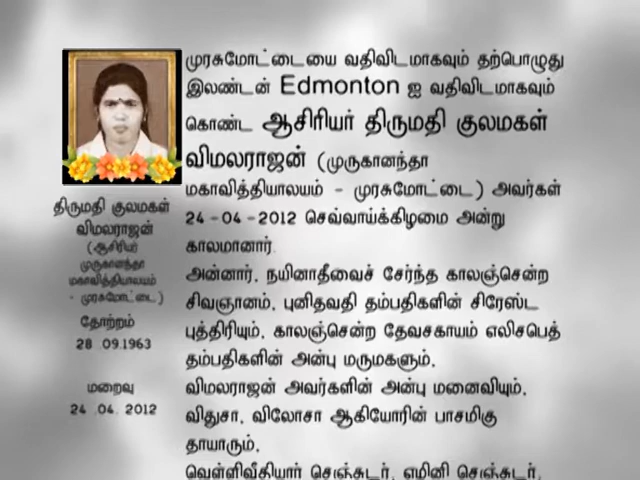 முரசுமோட்டையை வதிவிடமாகவும் தற்பொழுது
இலண்டன் Edmonton ஐ வதிவிடமாகவும்
கொண்ட ஆசிரியர் திருமதி குலமகள்
விமலராஜன் (முருகானந்தா
மகாவித்தியாலயம் - முரசுமோட்டை) அவர்கள்
24-04-2012 செவ்வாய்க்கிழமை அன்று
காலமானார்.
அன்னார், நயினாதீவைச் சேர்ந்த காலஞ்சென்ற
சிவஞானம், புனிதவதி தம்பதிகளின் சிரேஸ்ட
புத்திரியும், காலஞ்சென்ற தேவசகாயம் எலிசபெத்
தம்பதிகளின் அன்பு மருமகளும்,
விமலராஜன் அவர்களின் அன்பு மனைவியும்,
விதுசா, விலோசா ஆகியோரின் பாசமிகு
தாயாரும்,
வெள்ளிவீதியார் செஞ்சுடர், எழினி செஞ்சுடர்,
திருமதி குலமகள்
விமலராஜன்
(ஆசிரியர்
முருகானந்தா
மகாவித்தியாலயம்
- முரசுமோட்டை)
தோற்றம்
28 .09.1963
மறைவு
24 .04. 2012